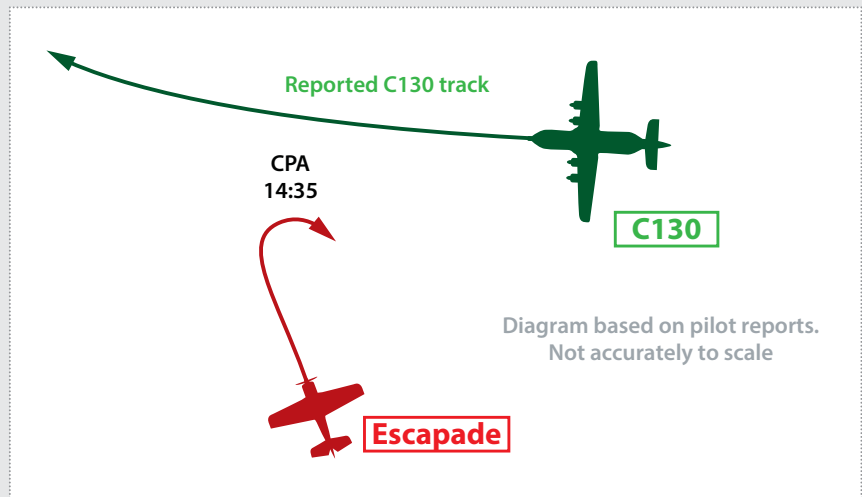 Reported C130 track
CPA
14:35
C130
Diagram based on pilot reports.
Not accurately to scale
Escapade